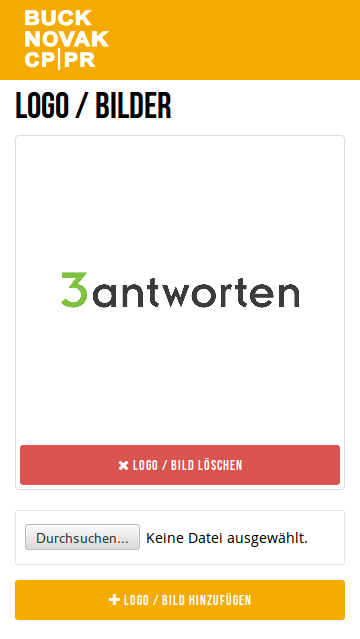 BUCK
NOVAK
CP|PR
LOGO / BILDER
3antworten
LOGO / BILD LÖSCHEN
Durchsuchen... Keine Datei ausgewählt.
LOGO / BILD HINZUFÜGEN